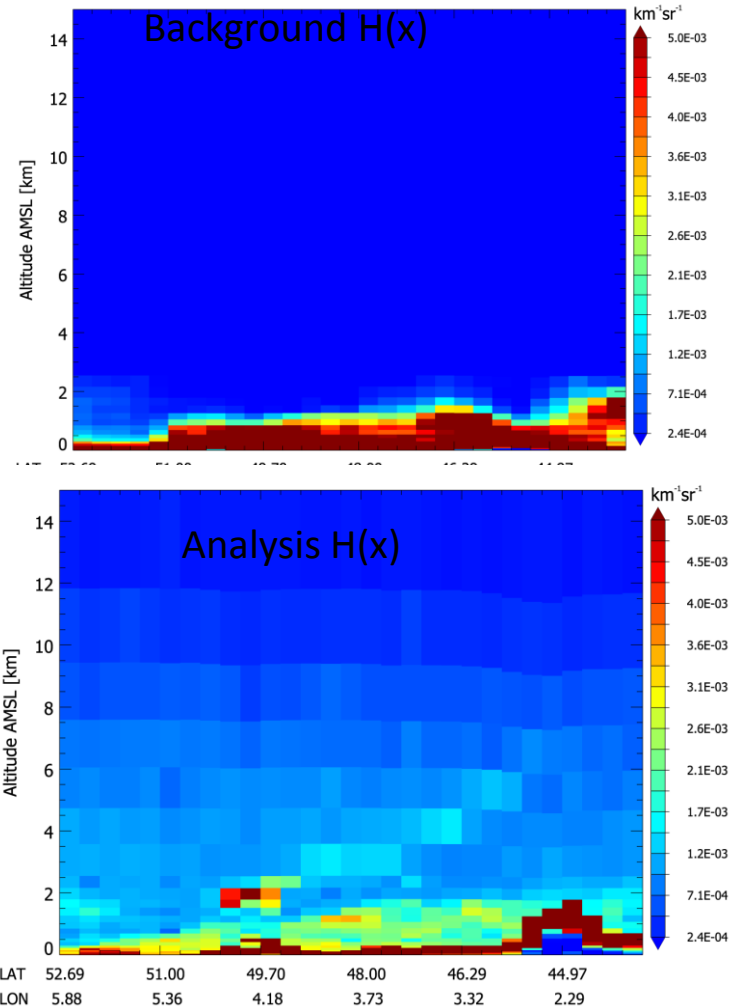 Background H(x)
km⁻¹sr⁻¹
5.0E-03
4.5E-03
4.0E-03
3.6E-03
3.1E-03
2.6E-03
2.1E-03
1.7E-03
1.2E-03
7.1E-04
2.4E-04
14
12
10
8
6
4
2
0
Altitude AMSL [km]
Analysis H(x)
km⁻¹sr⁻¹
5.0E-03
4.5E-03
4.0E-03
3.6E-03
3.1E-03
2.6E-03
2.1E-03
1.7E-03
1.2E-03
7.1E-04
2.4E-04
14
12
10
8
6
4
2
0
Altitude AMSL [km]
LAT 52.69 51.00 49.70 48.00 46.29 44.97
LON 5.88 5.36 4.18 3.73 3.32 2.29